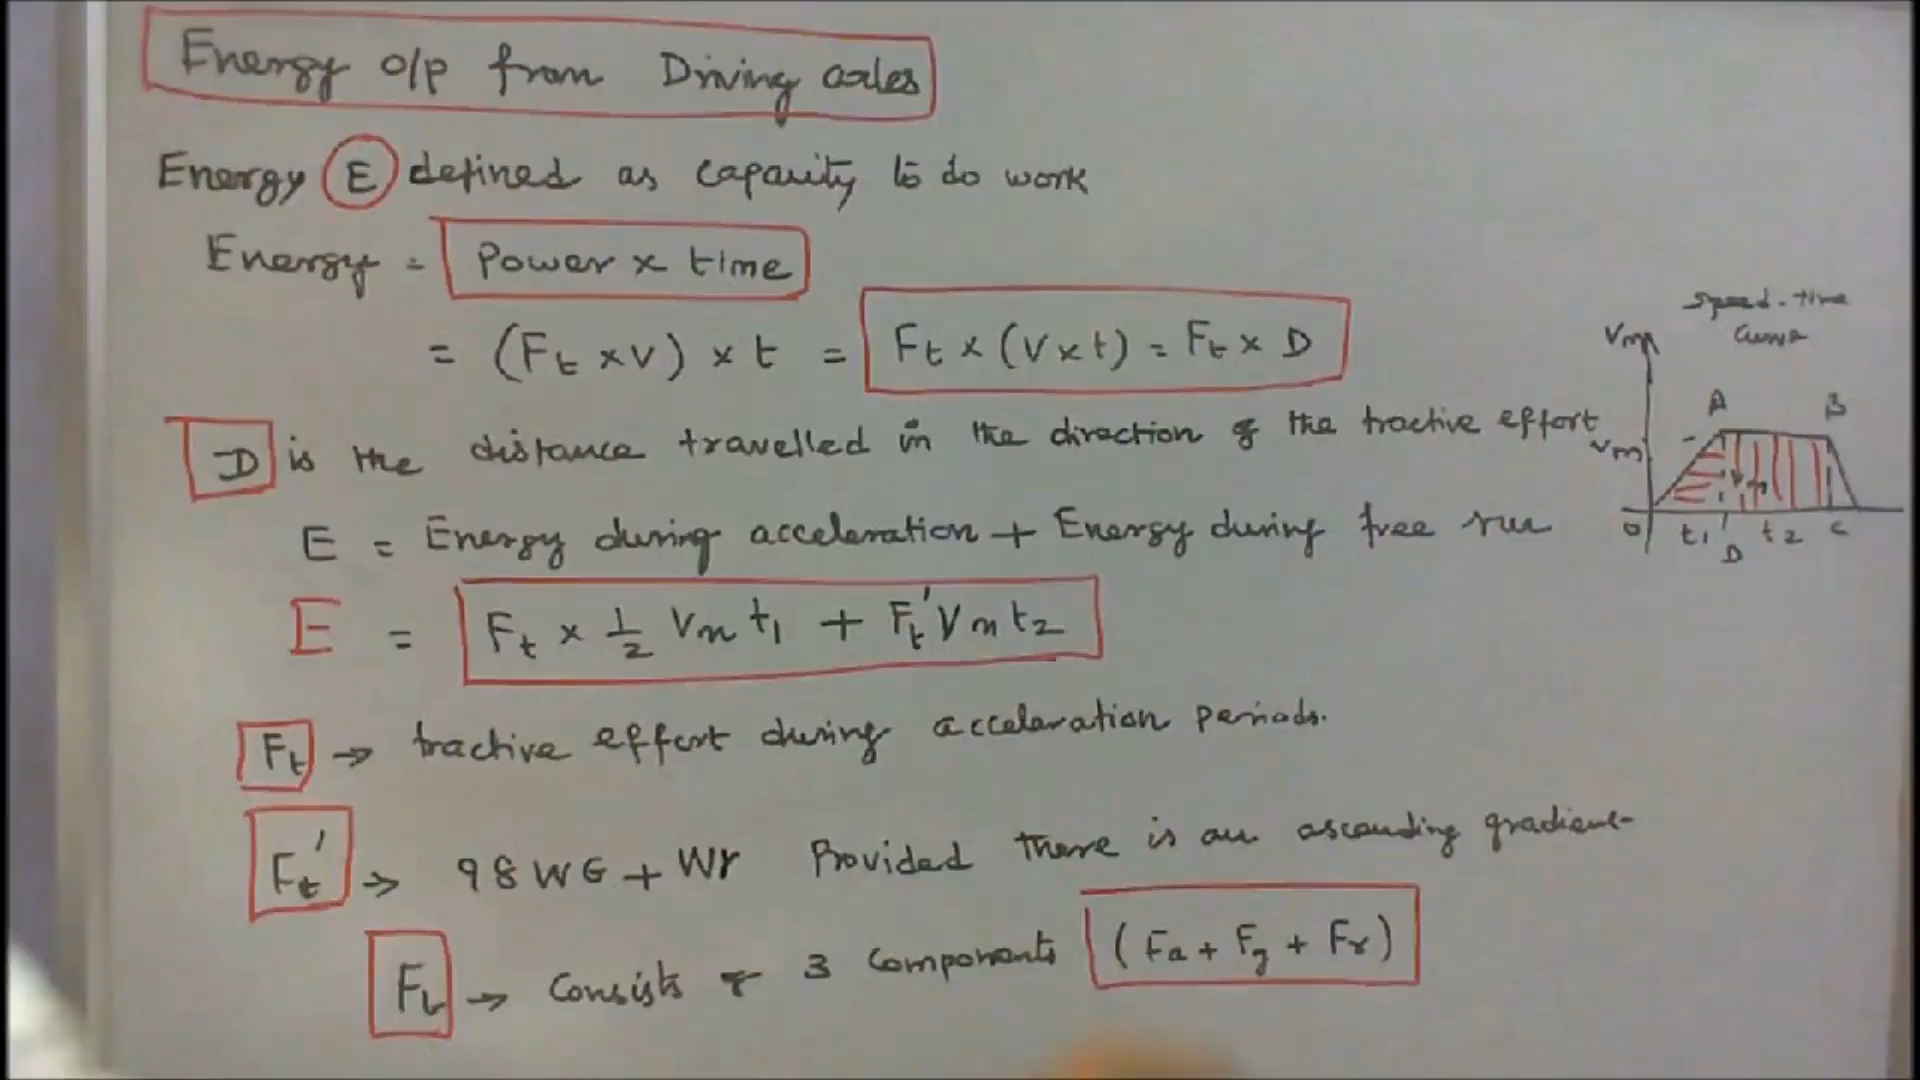 Energy o/p from Driving axles
Energy E defined as capacity to do work
Energy = Power x time
= (Ft x v) x t = Ft x (V x t) = Ft x D
D is the distance travelled in the direction of the tractive effort
E = Energy during acceleration + Energy during free run
E = Ft x 1/2 Vm t1 + Ft' Vm t2
Ft → tractive effort during acceleration periods.
Ft' → 98 WG + Wr Provided there is an ascending gradient
Ft → consists of 3 components (Fa + Fg + Fr)
speed-time
curve
Vm
A B
Vm
O t1 D t2 C